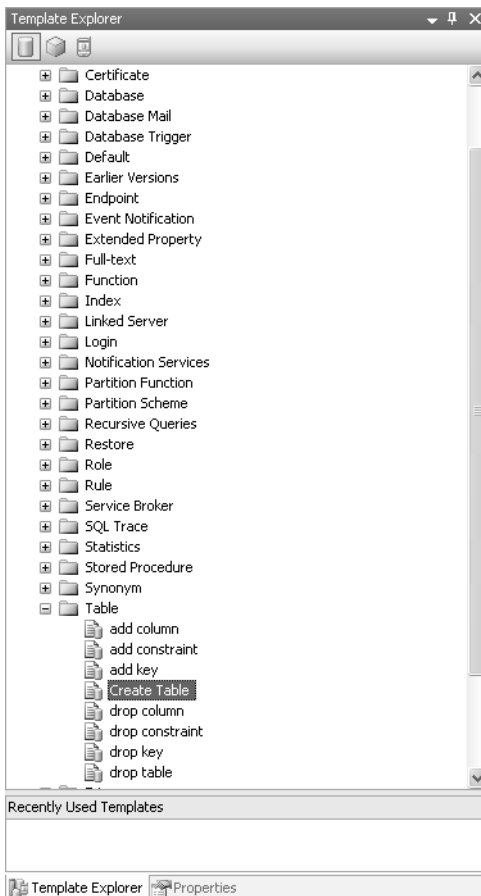 Template Explorer
Certificate
Database
Database Mail
Database Trigger
Default
Earlier Versions
Endpoint
Event Notification
Extended Property
Full-text
Function
Index
Linked Server
Login
Notification Services
Partition Function
Partition Scheme
Recursive Queries
Restore
Role
Rule
Service Broker
SQL Trace
Statistics
Stored Procedure
Synonym
Table
add column
add constraint
add key
Create Table
drop column
drop constraint
drop key
drop table
Recently Used Templates
Template Explorer Properties